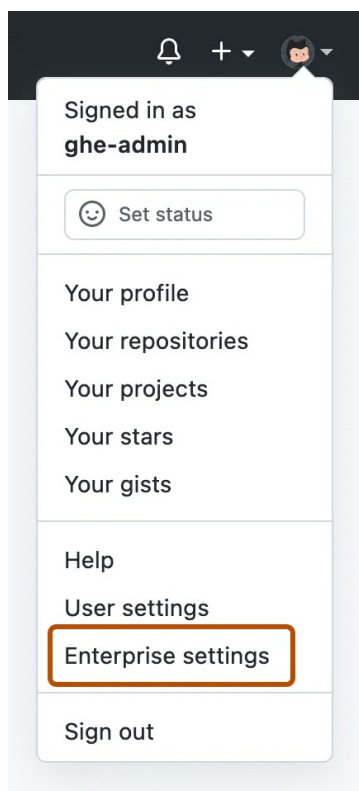 Signed in as
ghe-admin
Set status
Your profile
Your repositories
Your projects
Your stars
Your gists
Help
User settings
Enterprise settings
Sign out